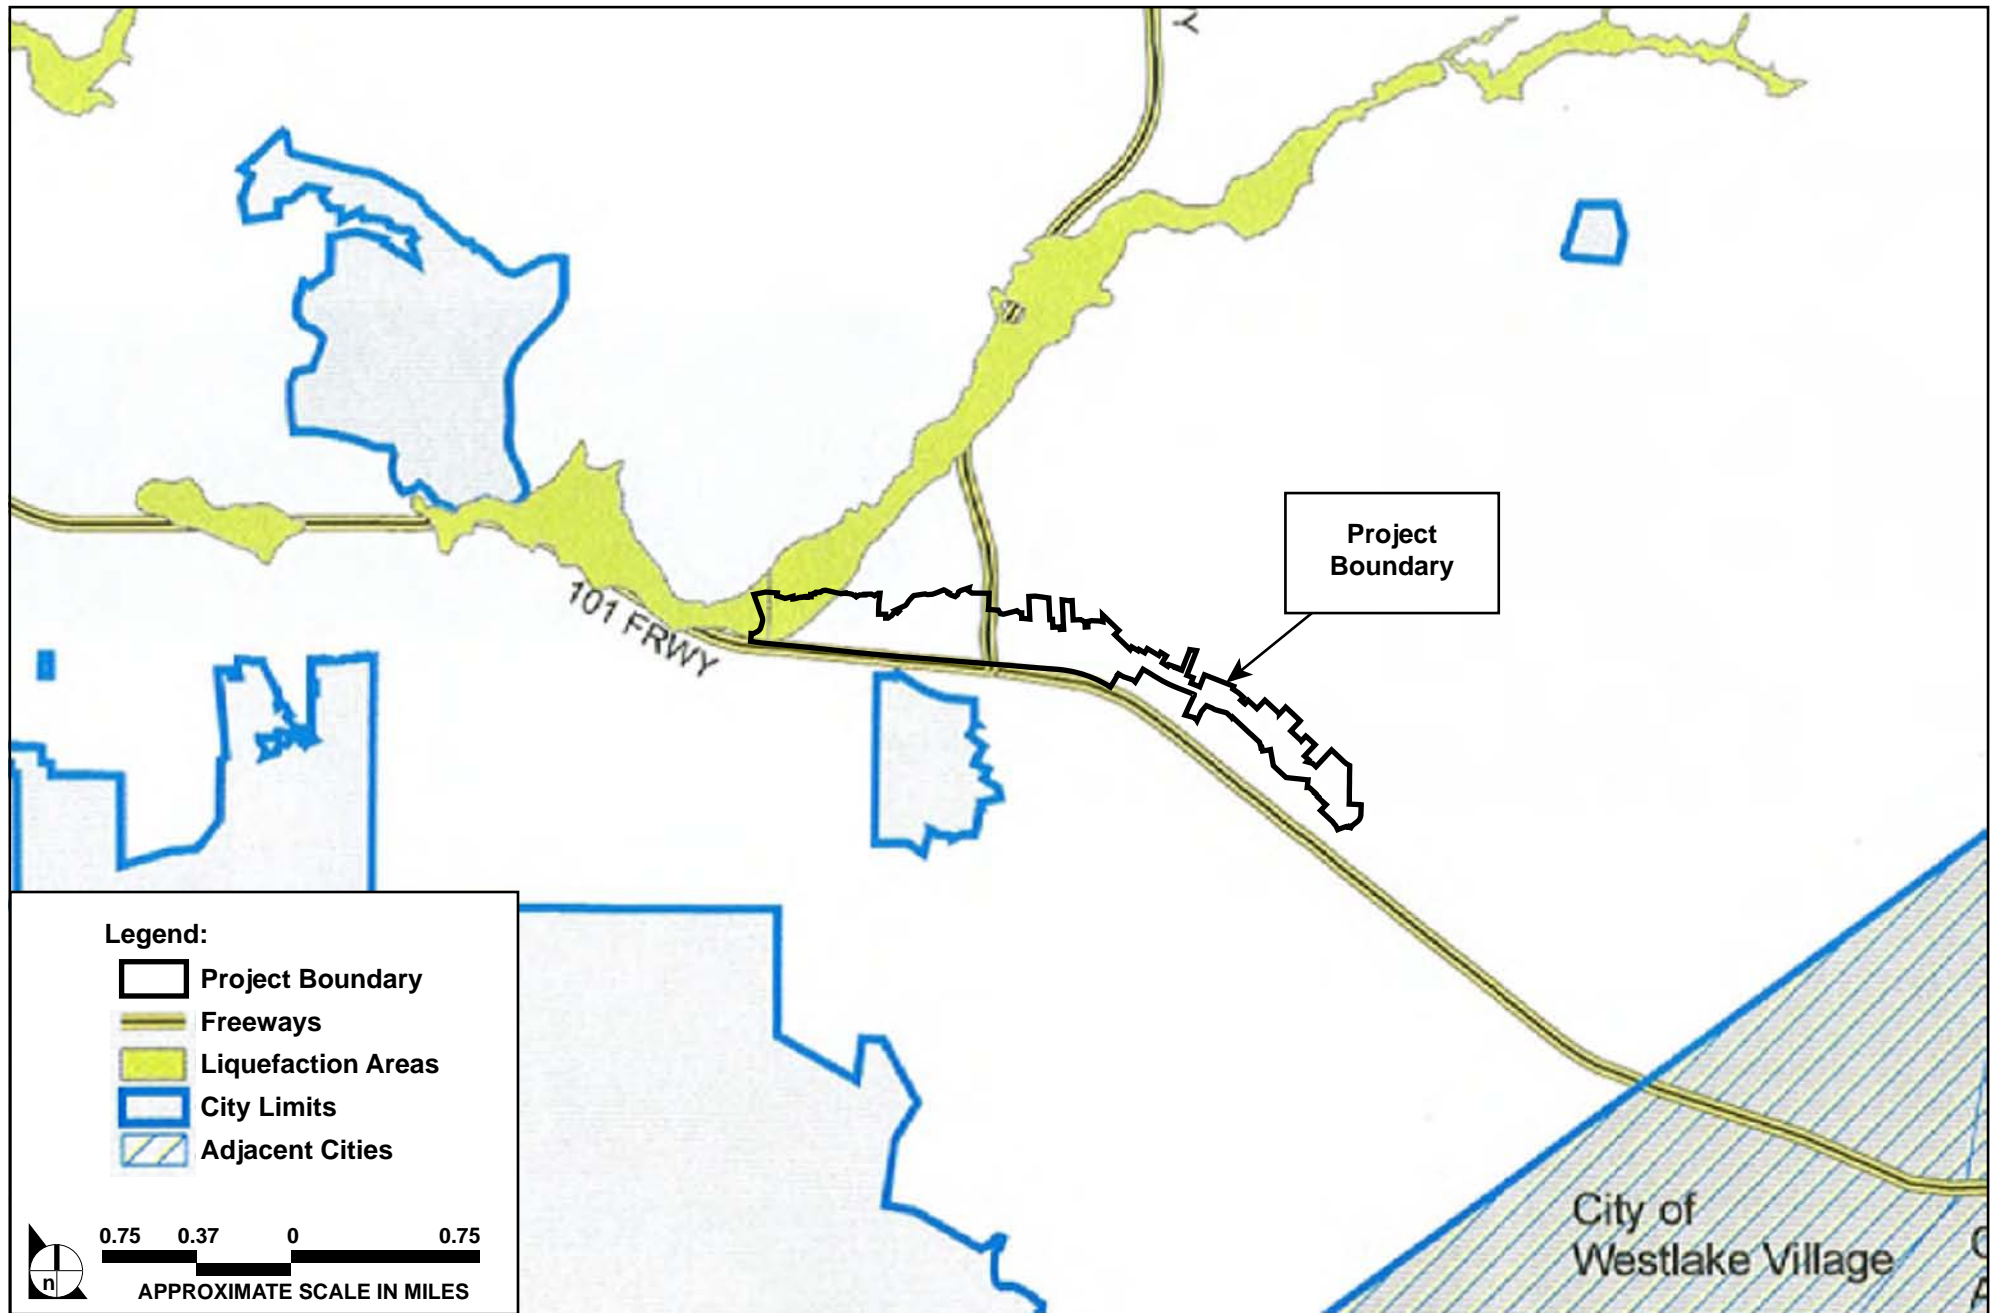 Y
101 FRWY
Project
Boundary
Legend:
Project Boundary
Freeways
Liquefaction Areas
City Limits
Adjacent Cities
0.75 0.37 0 0.75
n
APPROXIMATE SCALE IN MILES
City of
Westlake Village